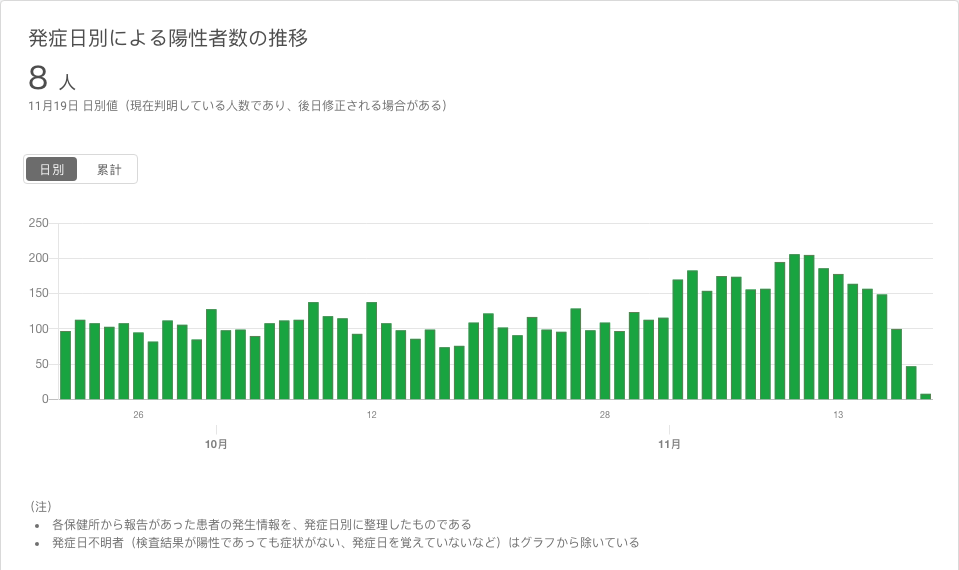 発症日別による陽性者数の推移
8 人
11月19日 日別値（現在判明している人数であり、後日修正される場合がある）
日別 累計
250
200
150
100
50
0
26 12 28 13
10月 11月
（注）
• 各保健所から報告があった患者の発生情報を、発症日別に整理したものである
• 発症日不明者（検査結果が陽性であっても症状がない、発症日を覚えていないなど）はグラフから除いている